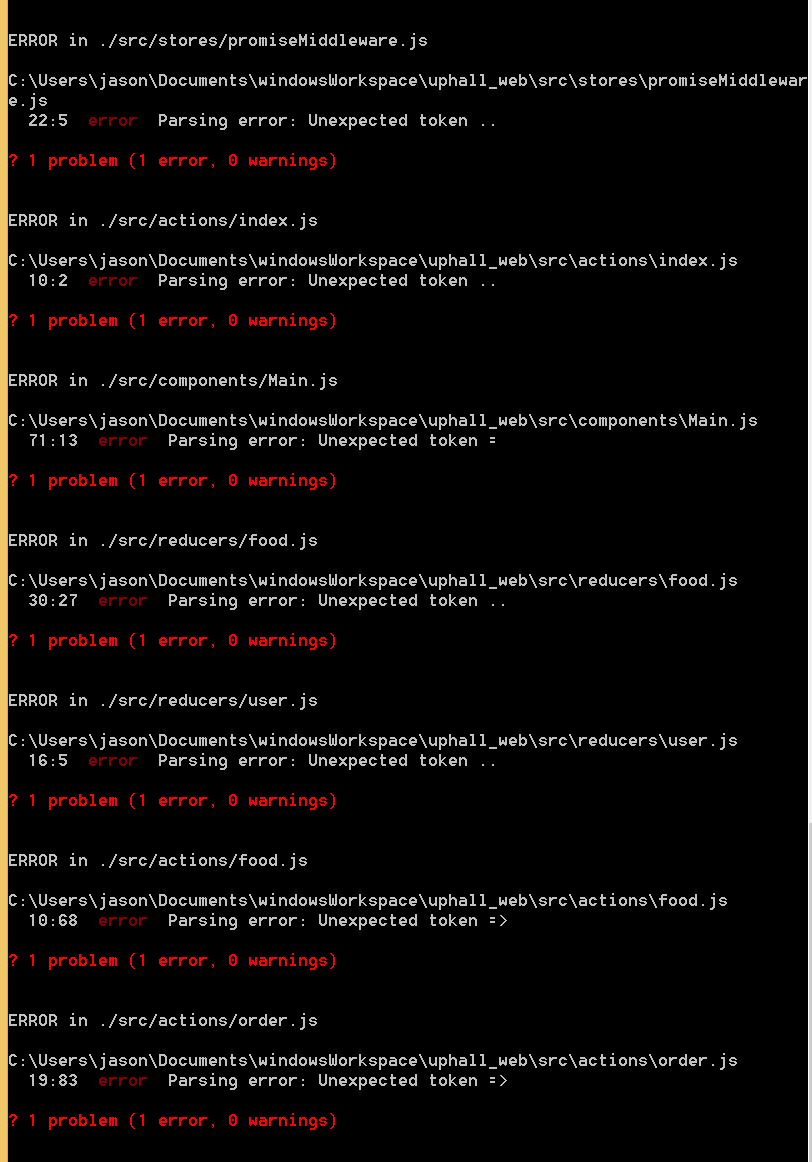 ERROR in ./src/stores/promiseMiddleware.js
C:\Users\jason\Documents\windowsWorkspace\uphall_web\src\stores\promiseMiddlewar
e.js
22:5  error  Parsing error: Unexpected token ..
? 1 problem (1 error, 0 warnings)
ERROR in ./src/actions/index.js
C:\Users\jason\Documents\windowsWorkspace\uphall_web\src\actions\index.js
10:2  error  Parsing error: Unexpected token ..
? 1 problem (1 error, 0 warnings)
ERROR in ./src/components/Main.js
C:\Users\jason\Documents\windowsWorkspace\uphall_web\src\components\Main.js
71:13  error  Parsing error: Unexpected token =
? 1 problem (1 error, 0 warnings)
ERROR in ./src/reducers/food.js
C:\Users\jason\Documents\windowsWorkspace\uphall_web\src\reducers\food.js
30:27  error  Parsing error: Unexpected token ..
? 1 problem (1 error, 0 warnings)
ERROR in ./src/reducers/user.js
C:\Users\jason\Documents\windowsWorkspace\uphall_web\src\reducers\user.js
16:5  error  Parsing error: Unexpected token ..
? 1 problem (1 error, 0 warnings)
ERROR in ./src/actions/food.js
C:\Users\jason\Documents\windowsWorkspace\uphall_web\src\actions\food.js
10:68  error  Parsing error: Unexpected token =>
? 1 problem (1 error, 0 warnings)
ERROR in ./src/actions/order.js
C:\Users\jason\Documents\windowsWorkspace\uphall_web\src\actions\order.js
19:83  error  Parsing error: Unexpected token =>
? 1 problem (1 error, 0 warnings)